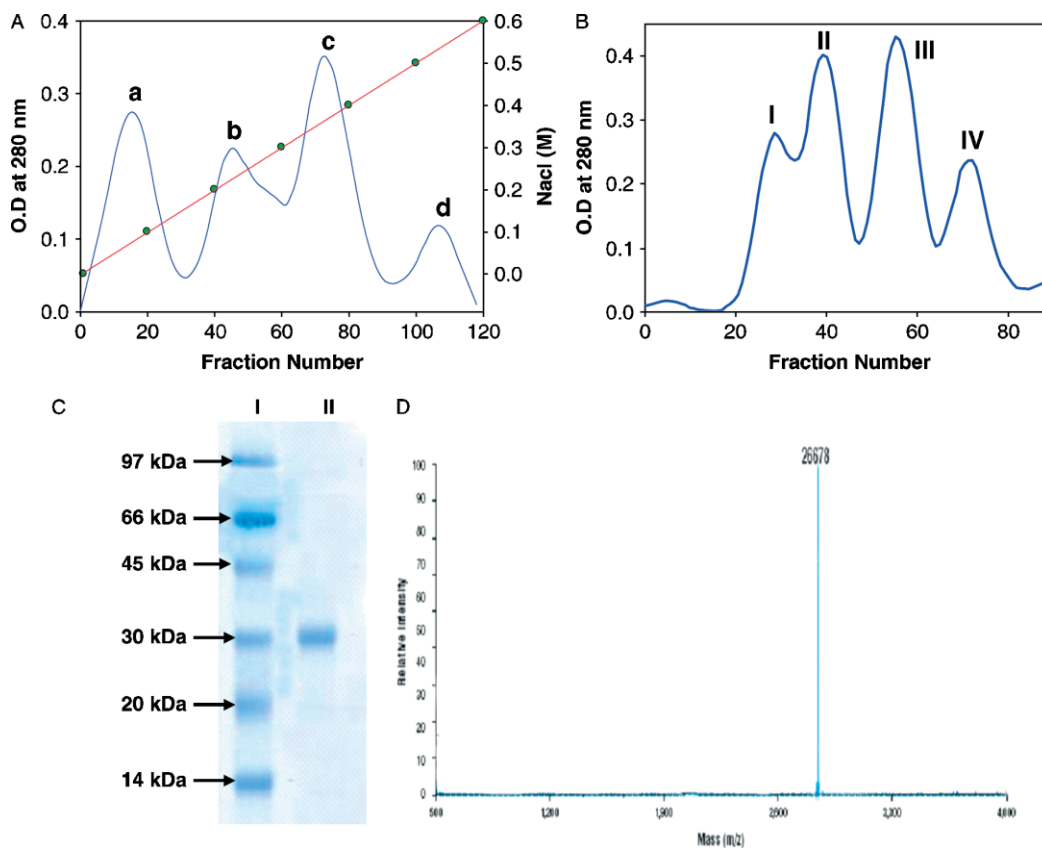 A
B
0.4
0.3
0.2
0.1
0.0
O.D at 280 nm
a
b
c
d
0.6
0.5
0.4
0.3
0.2
0.1
0.0
Nacl (M)
0 20 40 60 80 100 120
Fraction Number
0.4
0.3
0.2
0.1
0.0
O.D at 280 nm
I
II
III
IV
0 20 40 60 80
Fraction Number
C
I II
97 kDa
66 kDa
45 kDa
30 kDa
20 kDa
14 kDa
D
26678
100
90
80
70
60
50
40
30
20
10
0
Relative Intensity
500 1,200 1,900 2,600 3,300 4,000
Mass (m/z)